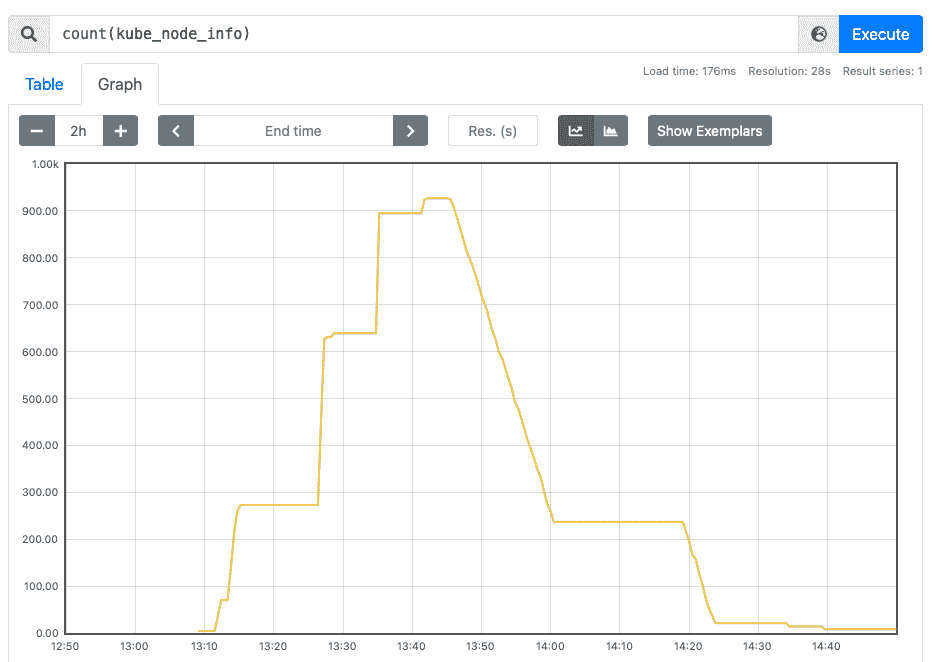 count(kube_node_info)
Execute
Load time: 176ms Resolution: 28s Result series: 1
Table Graph
− 2h + End time Res. (s) Show Exemplars
1.00k
900.00
800.00
700.00
600.00
500.00
400.00
300.00
200.00
100.00
0.00
12:50 13:00 13:10 13:20 13:30 13:40 13:50 14:00 14:10 14:20 14:30 14:40